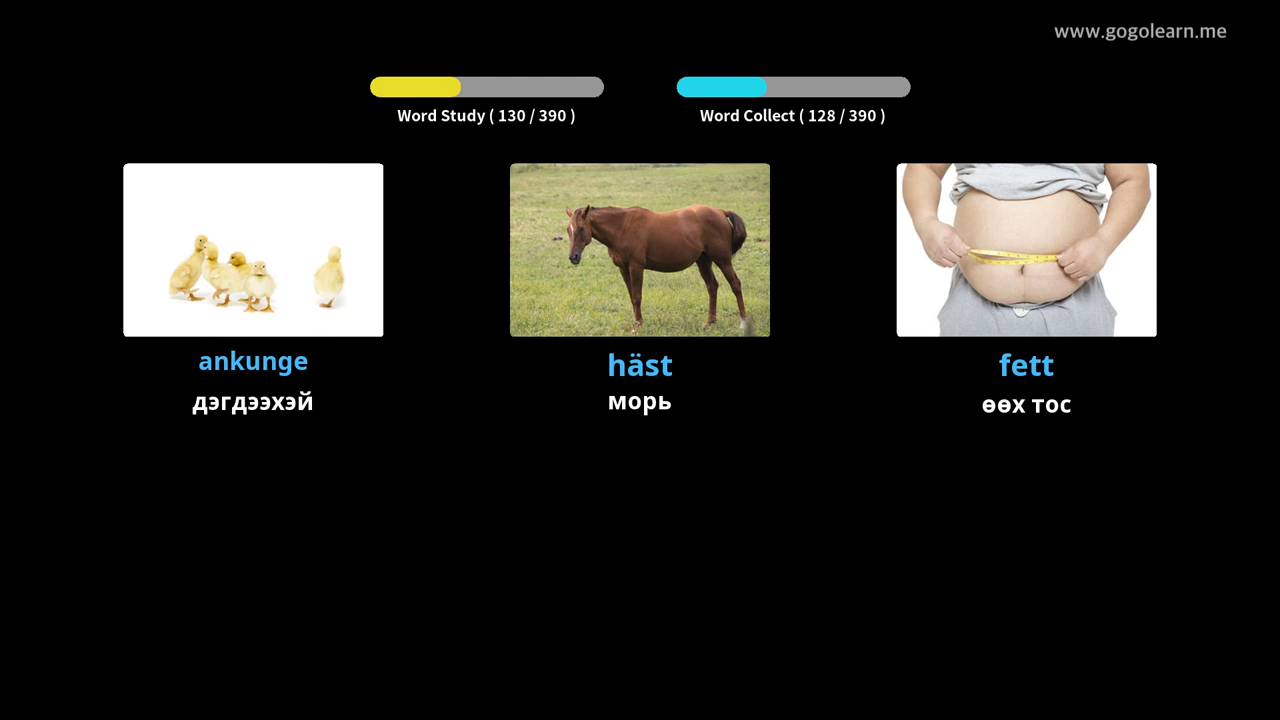 www.gogolearn.me
Word Study ( 130 / 390 )
Word Collect ( 128 / 390 )
ankunge
häst
fett
дэгдээхэй
морь
өөх тос